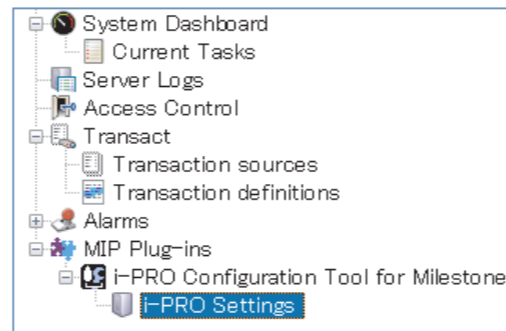 System Dashboard
Current Tasks
Server Logs
Access Control
Transact
Transaction sources
Transaction definitions
Alarms
MIP Plug-ins
i-PRO Configuration Tool for Milestone
i-PRO Settings